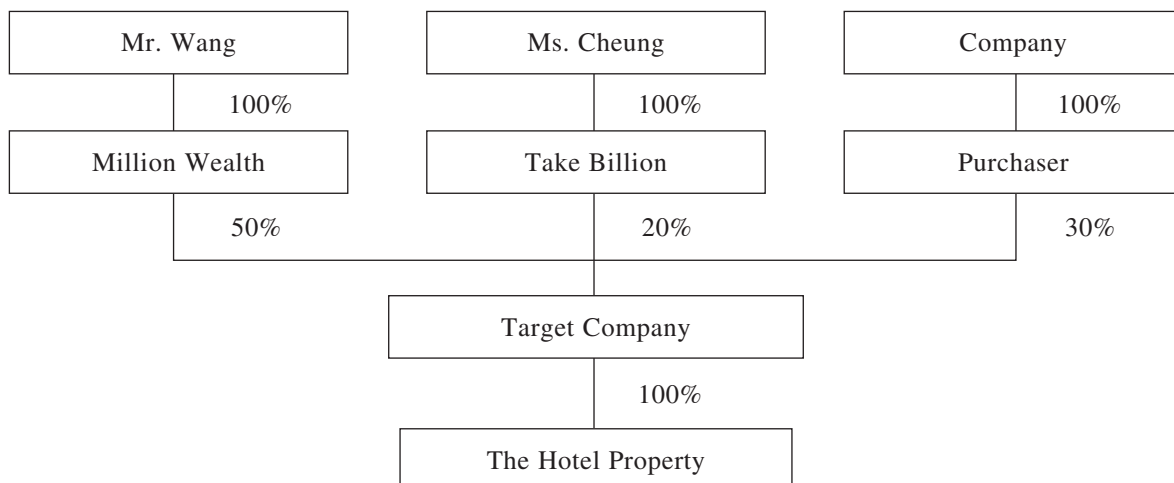 Mr. Wang Ms. Cheung Company
100% 100% 100%
Million Wealth Take Billion Purchaser
50% 20% 30%
Target Company
100%
The Hotel Property